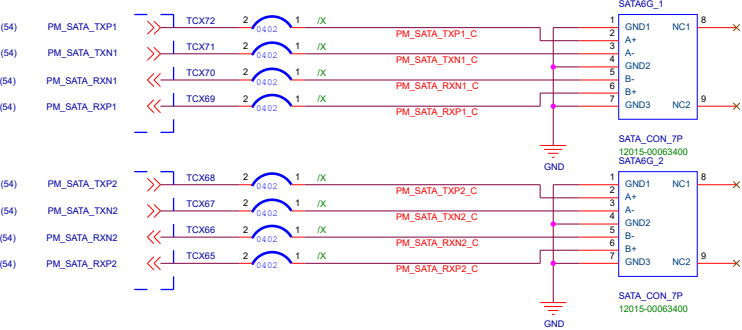 SATA6G_1
(54) PM_SATA_TXP1 TCX72 2 0402 1 /X PM_SATA_TXP1_C 1 GND1 NC1 8
(54) PM_SATA_TXN1 TCX71 2 0402 1 /X PM_SATA_TXN1_C 2 A+
3 A-
(54) PM_SATA_RXN1 TCX70 2 0402 1 /X PM_SATA_RXN1_C 4 GND2
5 B-
(54) PM_SATA_RXP1 TCX69 2 0402 1 /X PM_SATA_RXP1_C 6 B+
7 GND3 NC2 9
SATA_CON_7P
12015-00063400
GND
SATA6G_2
(54) PM_SATA_TXP2 TCX68 2 0402 1 /X PM_SATA_TXP2_C 1 GND1 NC1 8
(54) PM_SATA_TXN2 TCX67 2 0402 1 /X PM_SATA_TXN2_C 2 A+
3 A-
(54) PM_SATA_RXN2 TCX66 2 0402 1 /X PM_SATA_RXN2_C 4 GND2
5 B-
(54) PM_SATA_RXP2 TCX65 2 0402 1 /X PM_SATA_RXP2_C 6 B+
7 GND3 NC2 9
SATA_CON_7P
12015-00063400
GND